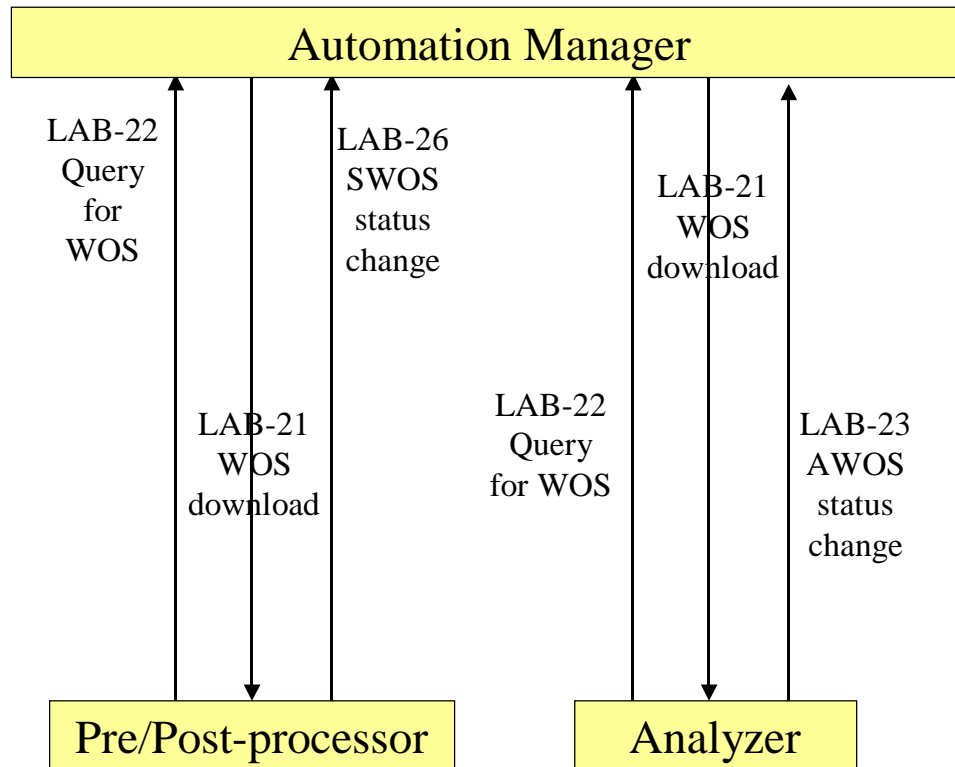 Automation Manager
LAB-22
Query
for
WOS
LAB-26
SWOS
status
change
LAB-21
WOS
download
LAB-21
WOS
download
LAB-22
Query
for WOS
LAB-23
AWOS
status
change
Pre/Post-processor
Analyzer